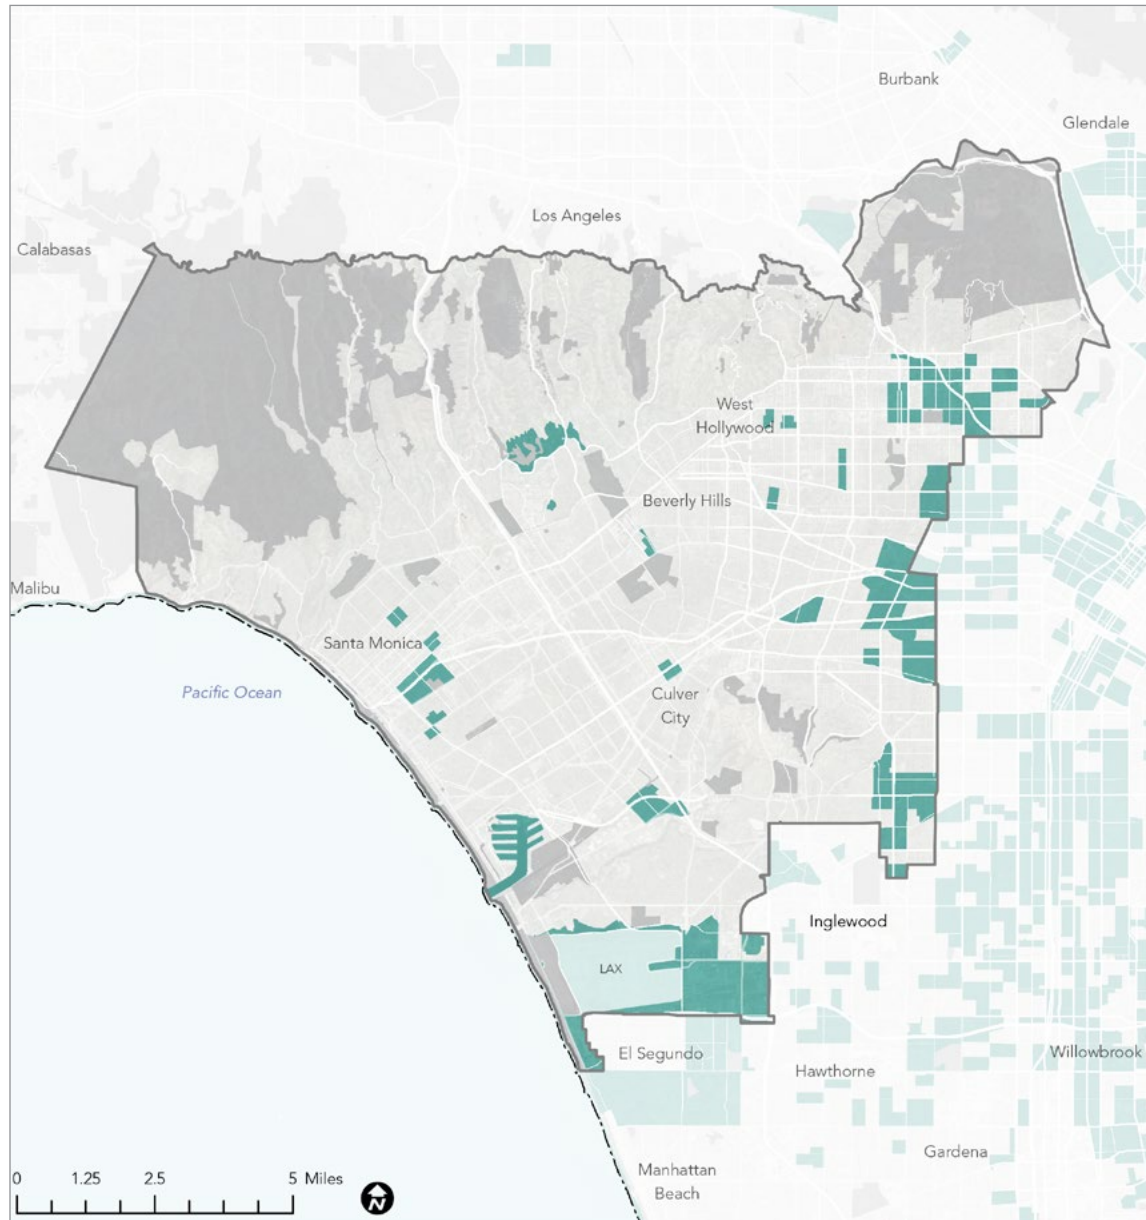 Burbank
Glendale
Los Angeles
Calabasas
West
Hollywood
Beverly Hills
Malibu
Santa Monica
Pacific Ocean
Culver
City
Inglewood
LAX
El Segundo
Willowbrook
Hawthorne
Gardena
Manhattan
Beach
0 1.25 2.5 5 Miles
N